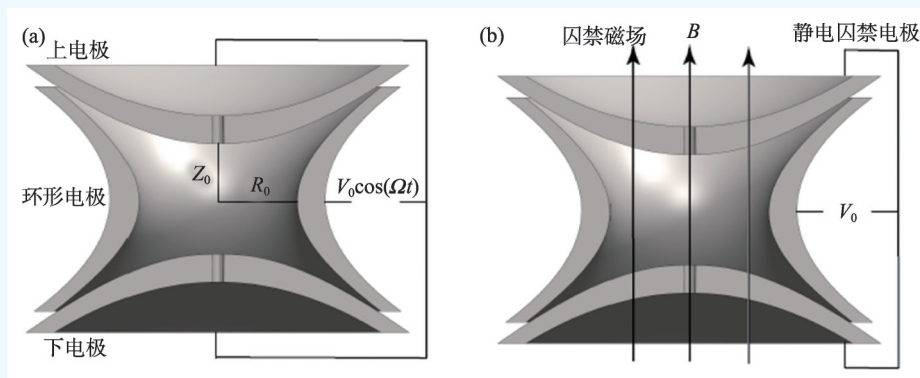 (a)
上电极
Z₀
R₀
环形电极
V₀cos(Ωt)
下电极
(b)
囚禁磁场
B
静电囚禁电极
V₀